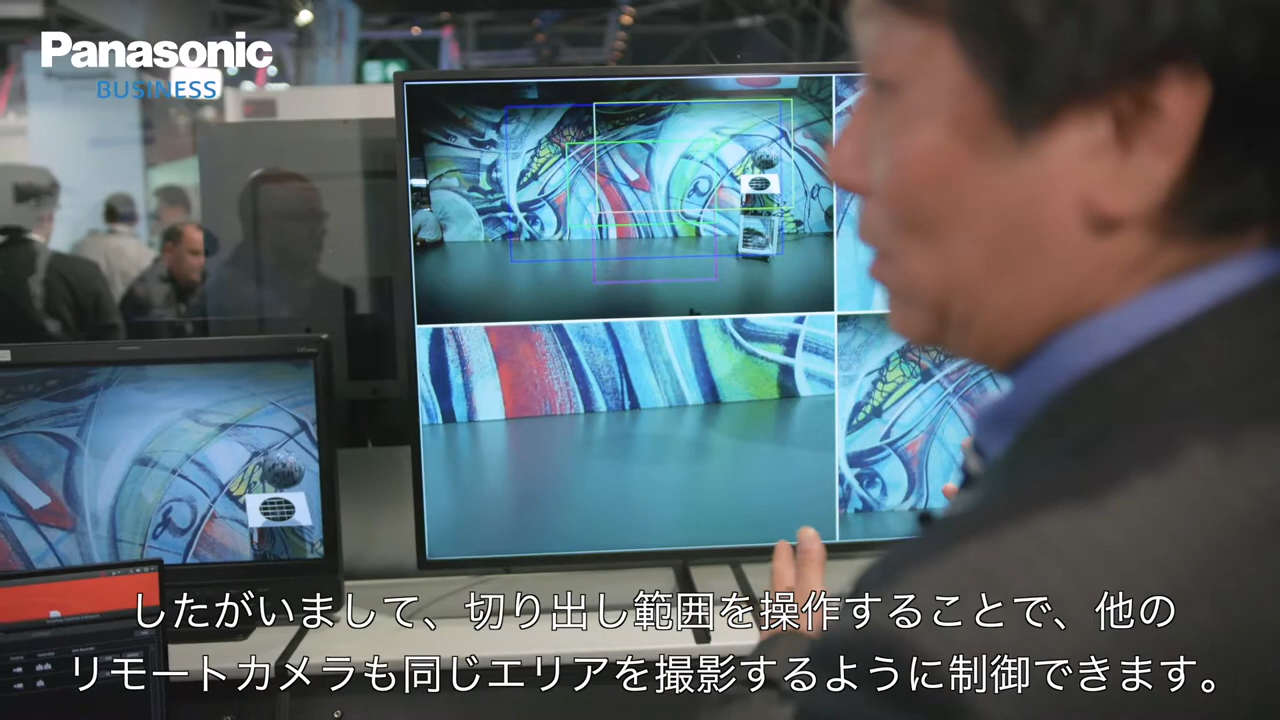 Panasonic
BUSINESS
したがいまして、切り出し範囲を操作することで、他の
リモートカメラも同じエリアを撮影するように制御できます。